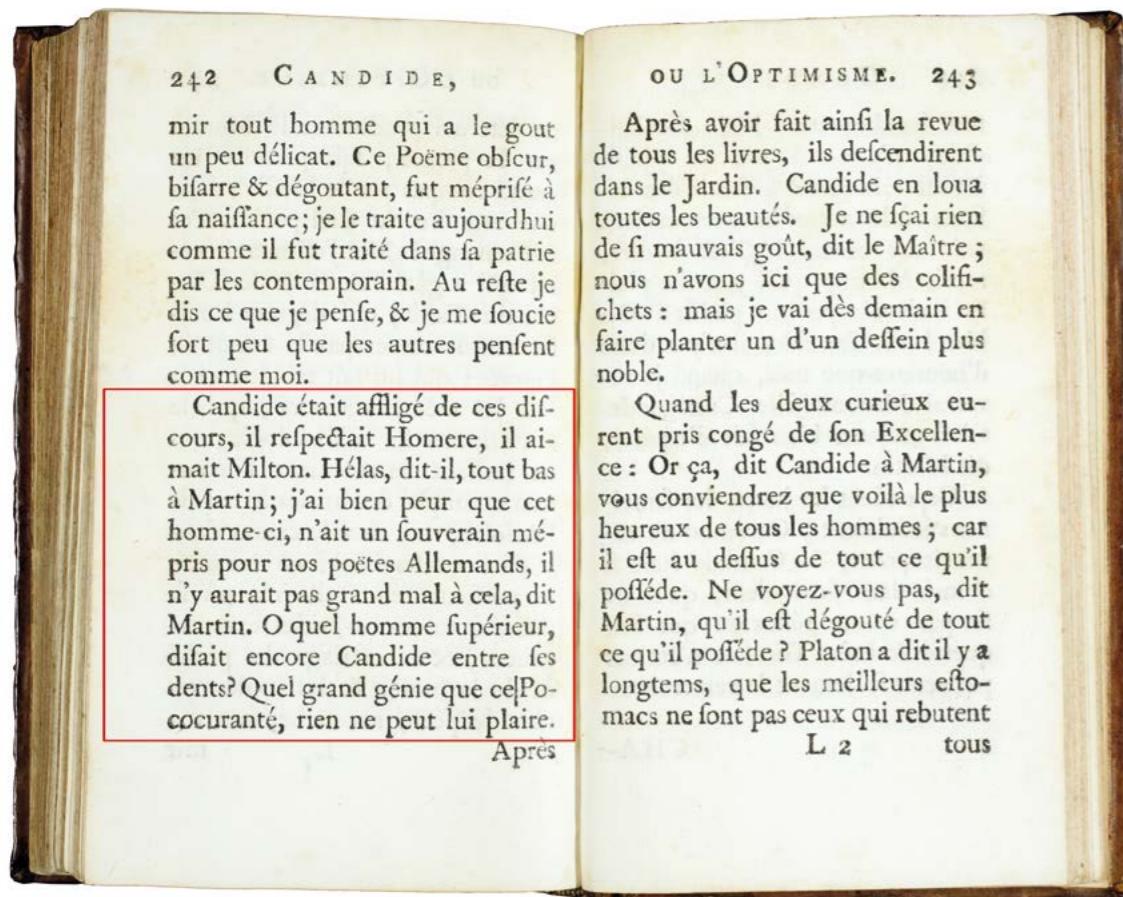 242 CANDIDE,
mir tout homme qui a le gout
un peu délicat. Ce Poëme obſcur,
biſarre & dégoutant, fut mépriſé à
ſa naiſſance; je le traite aujourdhui
comme il fut traité dans ſa patrie
par les contemporain. Au reſte je
dis ce que je penſe, & je me ſoucie
fort peu que les autres penſent
comme moi.
Candide était affligé de ces diſ-
cours, il reſpectait Homere, il ai-
mait Milton. Hélas, dit-il, tout bas
à Martin; j'ai bien peur que cet
homme-ci, n'ait un ſouverain mé-
pris pour nos poëtes Allemands, il
n'y aurait pas grand mal à cela, dit
Martin. O quel homme ſupérieur,
diſait encore Candide entre ſes
dents? Quel grand génie que ce|Po-
cocuranté, rien ne peut lui plaire.
Après
OU L'OPTIMISME. 243
Après avoir fait ainſi la revue
de tous les livres, ils deſcendirent
dans le Jardin. Candide en loua
toutes les beautés. Je ne ſçai rien
de ſi mauvais goût, dit le Maître;
nous n'avons ici que des colifi-
chets: mais je vai dès demain en
faire planter un d'un deſſein plus
noble.
Quand les deux curieux eu-
rent pris congé de ſon Excellen-
ce: Or ça, dit Candide à Martin,
vous conviendrez que voilà le plus
heureux de tous les hommes; car
il eſt au deſſus de tout ce qu'il
poſſéde. Ne voyez-vous pas, dit
Martin, qu'il eſt dégouté de tout
ce qu'il poſſéde? Platon a dit il y a
longtems, que les meilleurs eſto-
macs ne ſont pas ceux qui rebutent
L 2 tous